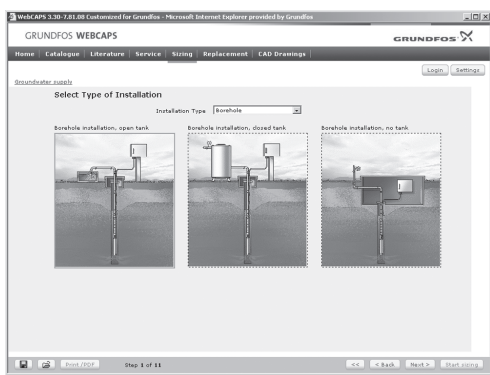 WebCAPS 3.30-7.81.08 Customized for Grundfos - Microsoft Internet Explorer provided by Grundfos
GRUNDFOS WEBCAPS
GRUNDFOS
Home Catalogue Literature Service Sizing Replacement CAD Drawings
Login Settings
Groundwater supply
Select Type of Installation
Installation Type Borehole
Borehole installation, open tank Borehole installation, closed tank Borehole installation, no tank
Print/PDF Step 1 of 11 << < Back Next > Start sizing